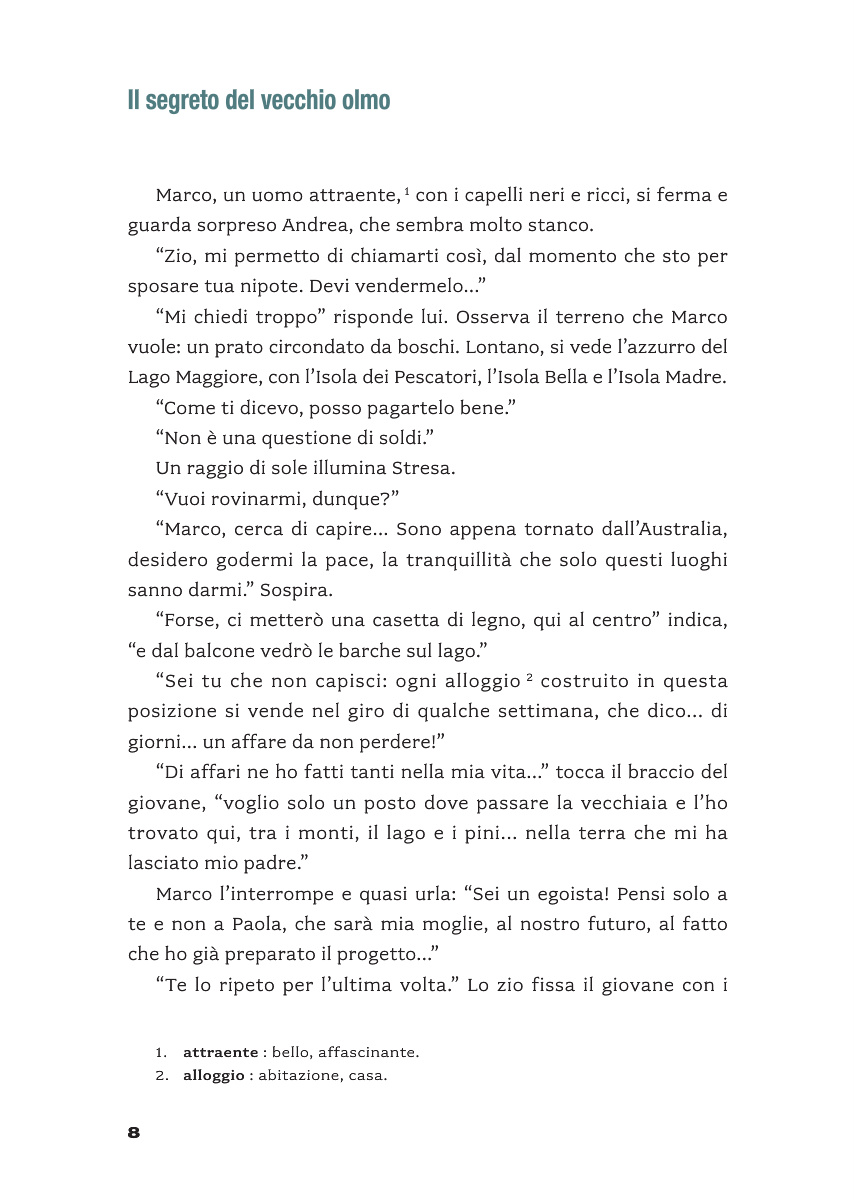 Il segreto del vecchio olmo
Marco, un uomo attraente,¹ con i capelli neri e ricci, si ferma e
guarda sorpreso Andrea, che sembra molto stanco.
“Zio, mi permetto di chiamarti così, dal momento che sto per
sposare tua nipote. Devi vendermelo...”
“Mi chiedi troppo” risponde lui. Osserva il terreno che Marco
vuole: un prato circondato da boschi. Lontano, si vede l’azzurro del
Lago Maggiore, con l’Isola dei Pescatori, l’Isola Bella e l’Isola Madre.
“Come ti dicevo, posso pagartelo bene.”
“Non è una questione di soldi.”
Un raggio di sole illumina Stresa.
“Vuoi rovinarmi, dunque?”
“Marco, cerca di capire... Sono appena tornato dall’Australia,
desidero godermi la pace, la tranquillità che solo questi luoghi
sanno darmi.” Sospira.
“Forse, ci metterò una casetta di legno, qui al centro” indica,
“e dal balcone vedrò le barche sul lago.”
“Sei tu che non capisci: ogni alloggio ² costruito in questa
posizione si vende nel giro di qualche settimana, che dico... di
giorni... un affare da non perdere!”
“Di affari ne ho fatti tanti nella mia vita...” tocca il braccio del
giovane, “voglio solo un posto dove passare la vecchiaia e l’ho
trovato qui, tra i monti, il lago e i pini... nella terra che mi ha
lasciato mio padre.”
Marco l’interrompe e quasi urla: “Sei un egoista! Pensi solo a
te e non a Paola, che sarà mia moglie, al nostro futuro, al fatto
che ho già preparato il progetto...”
“Te lo ripeto per l’ultima volta.” Lo zio fissa il giovane con i
1. attraente : bello, affascinante.
2. alloggio : abitazione, casa.
8